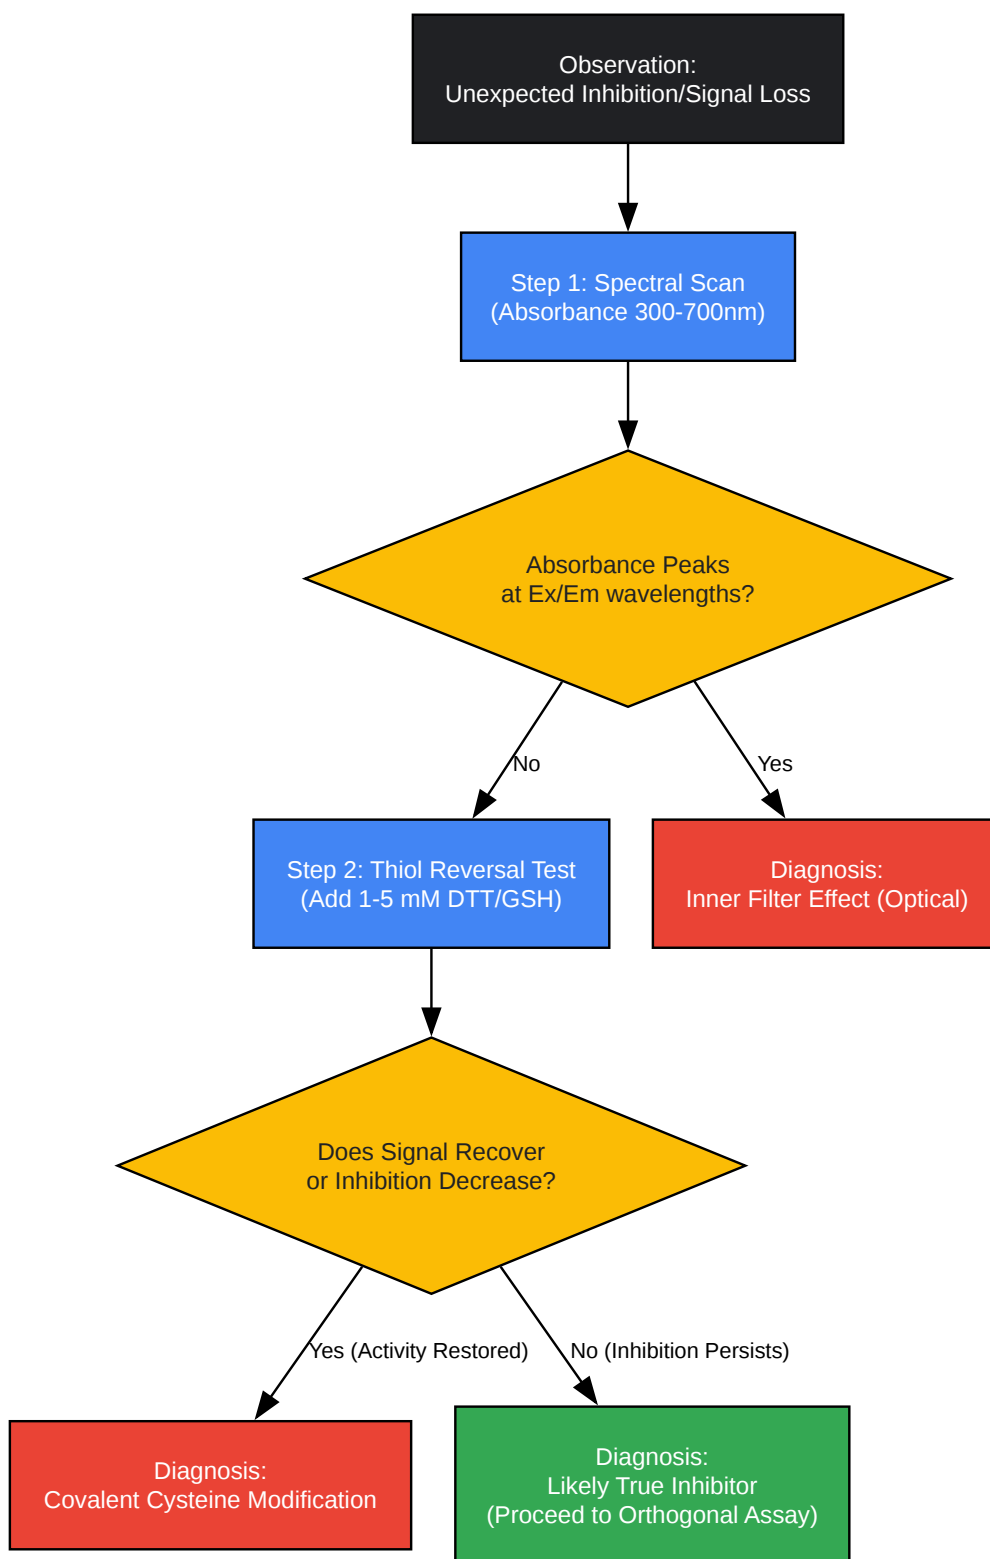 Observation:
Unexpected Inhibition/Signal Loss
Step 1: Spectral Scan
(Absorbance 300-700nm)
Absorbance Peaks
at Ex/Em wavelengths?
No
Yes
Step 2: Thiol Reversal Test
(Add 1-5 mM DTT/GSH)
Diagnosis:
Inner Filter Effect (Optical)
Does Signal Recover
or Inhibition Decrease?
Yes (Activity Restored)
No (Inhibition Persists)
Diagnosis:
Covalent Cysteine Modification
Diagnosis:
Likely True Inhibitor
(Proceed to Orthogonal Assay)